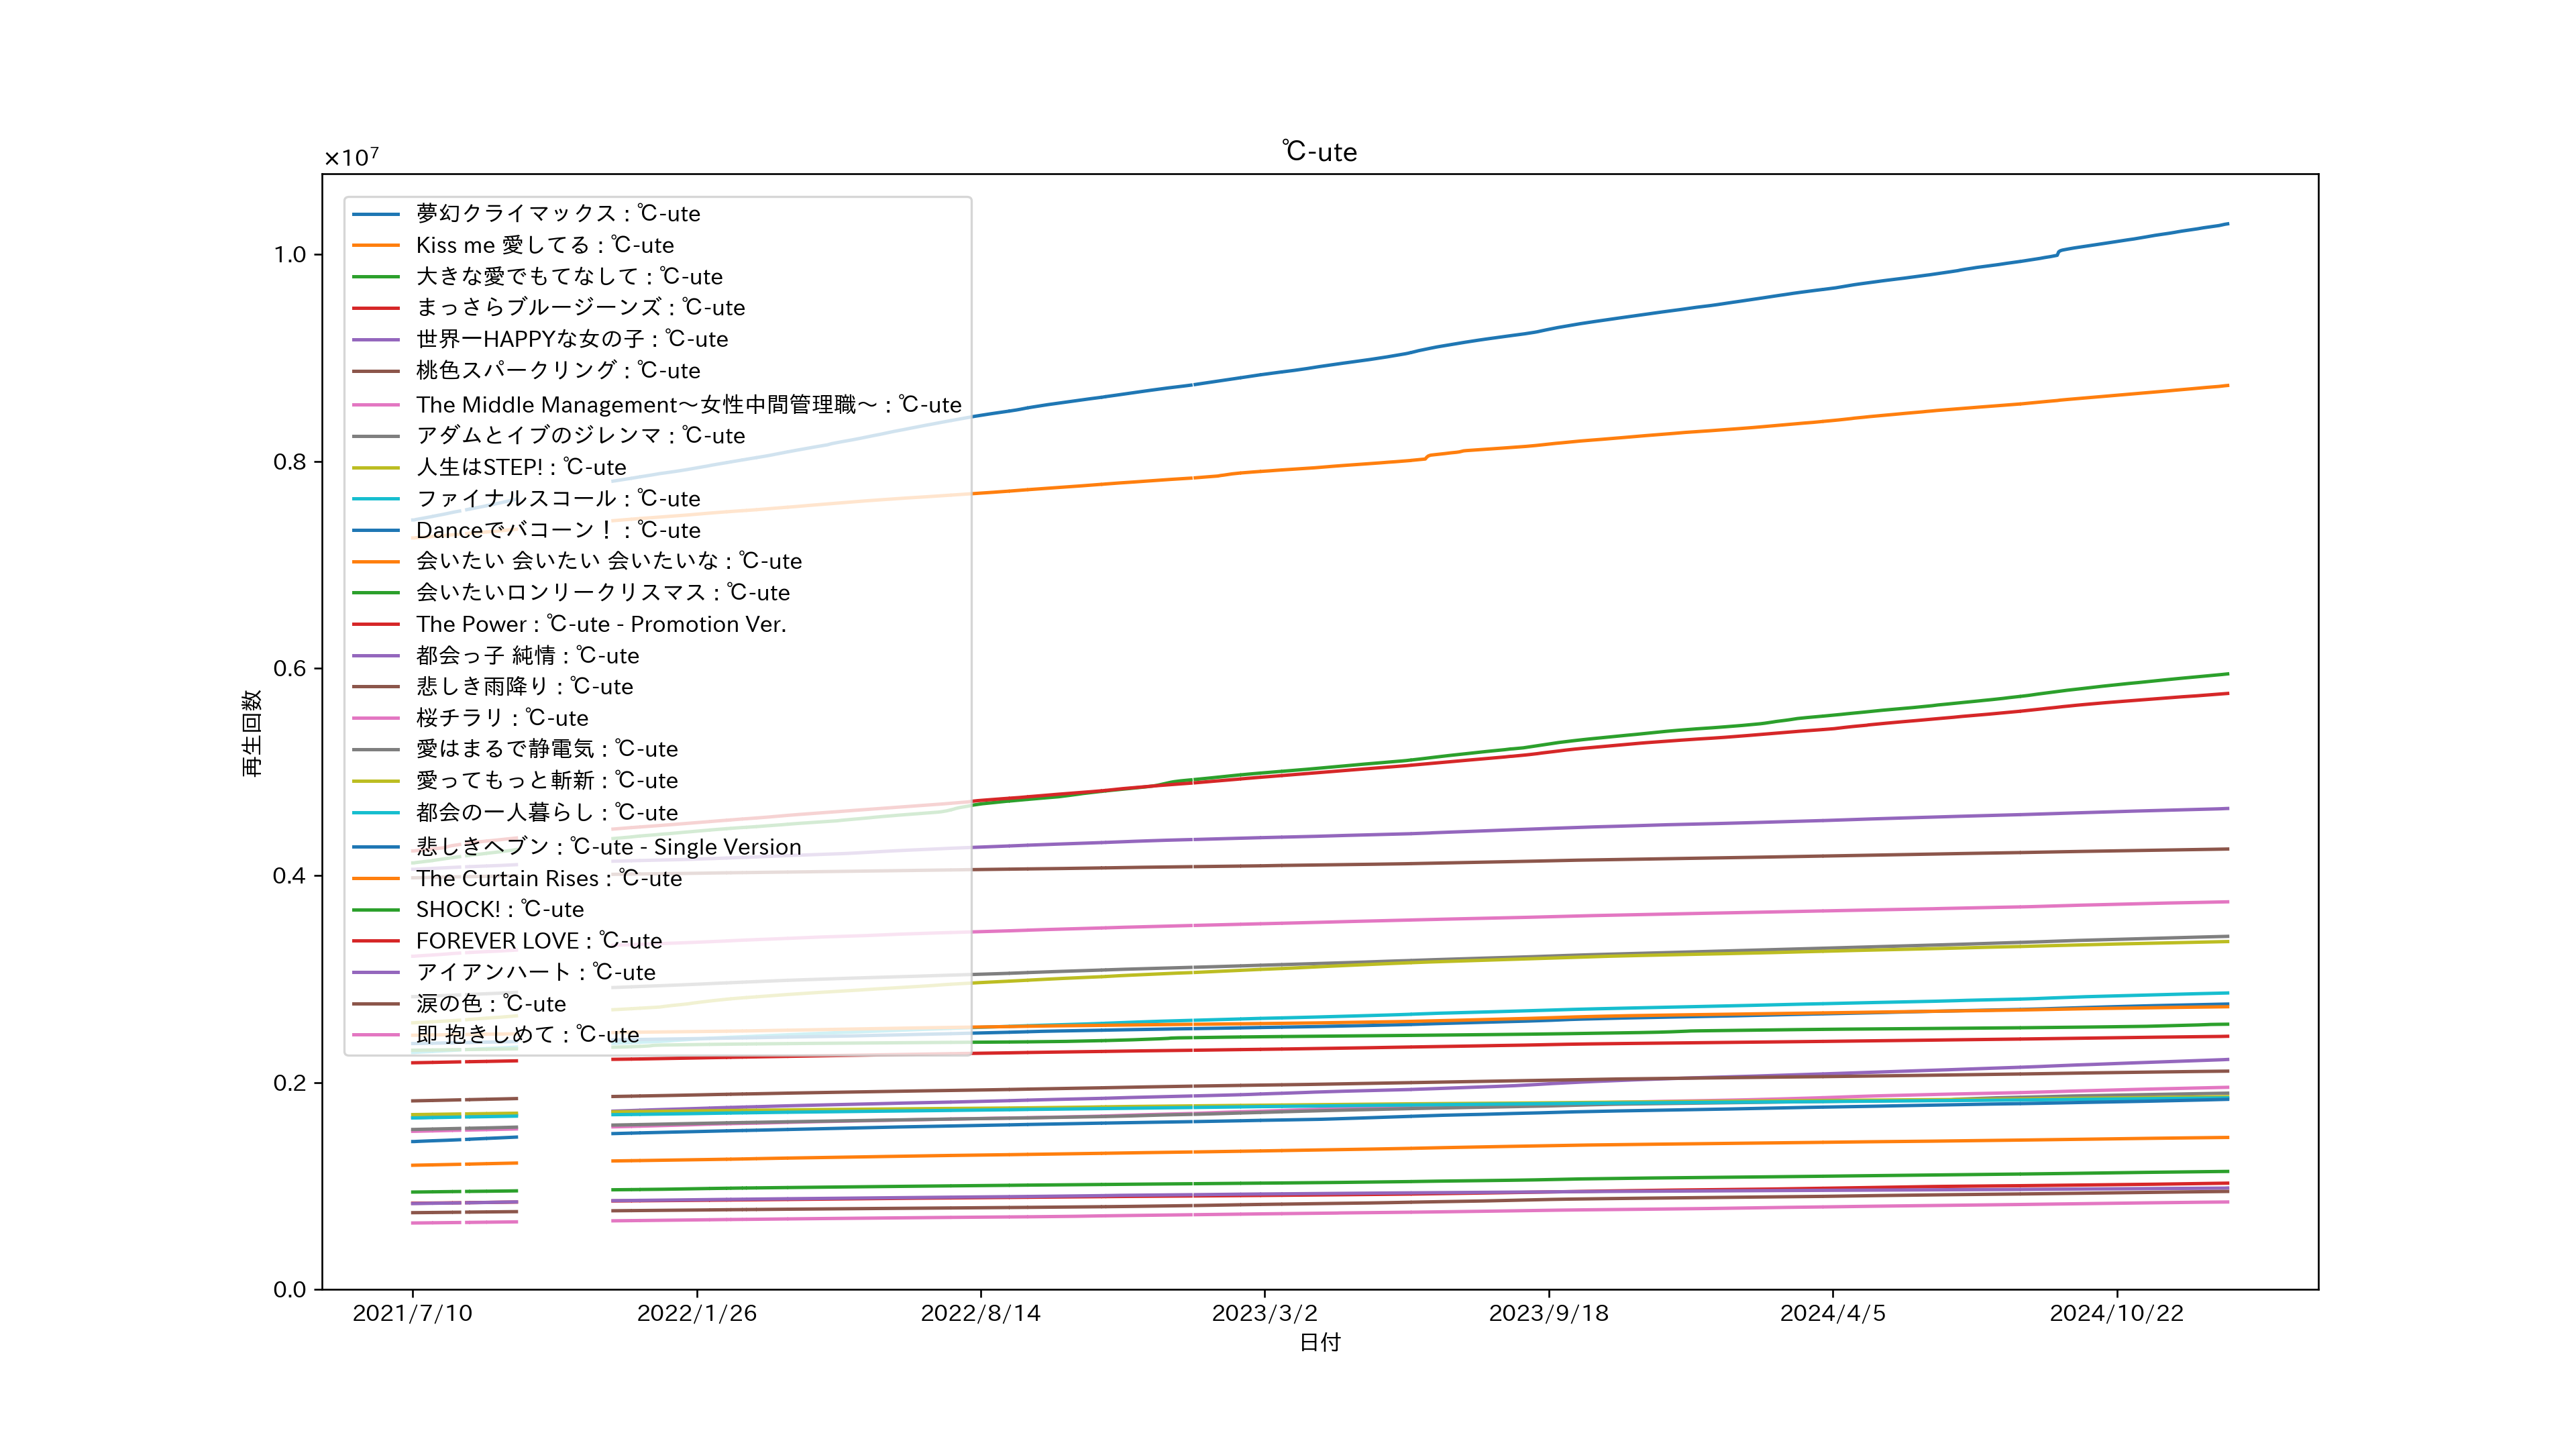 ℃-ute
×10⁷
夢幻クライマックス : ℃-ute
Kiss me 愛してる : ℃-ute
大きな愛でもてなして : ℃-ute
まっさらブルージーンズ : ℃-ute
世界一HAPPYな女の子 : ℃-ute
桃色スパークリング : ℃-ute
The Middle Management～女性中間管理職～ : ℃-ute
アダムとイブのジレンマ : ℃-ute
人生はSTEP! : ℃-ute
ファイナルスコール : ℃-ute
Danceでバコーン！ : ℃-ute
会いたい 会いたい 会いたいな : ℃-ute
会いたいロンリークリスマス : ℃-ute
The Power : ℃-ute - Promotion Ver.
都会っ子 純情 : ℃-ute
悲しき雨降り : ℃-ute
桜チラリ : ℃-ute
愛はまるで静電気 : ℃-ute
愛ってもっと斬新 : ℃-ute
都会の一人暮らし : ℃-ute
悲しきヘブン : ℃-ute - Single Version
The Curtain Rises : ℃-ute
SHOCK! : ℃-ute
FOREVER LOVE : ℃-ute
アイアンハート : ℃-ute
涙の色 : ℃-ute
即 抱きしめて : ℃-ute
1.0
0.8
0.6
0.4
0.2
0.0
再生回数
2021/7/10
2022/1/26
2022/8/14
2023/3/2
2023/9/18
2024/4/5
2024/10/22
日付